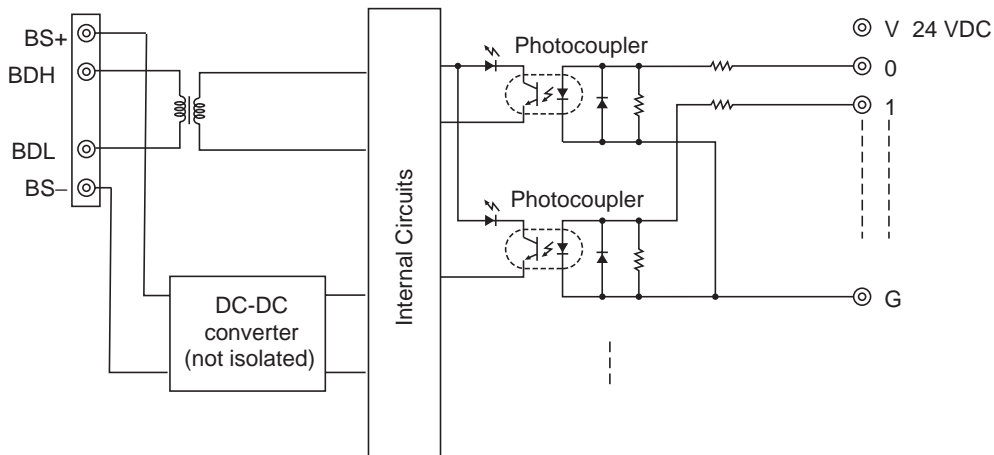 BS+
BDH
BDL
BS–
DC-DC
converter
(not isolated)
Internal Circuits
Photocoupler
Photocoupler
V 24 VDC
0
1
G